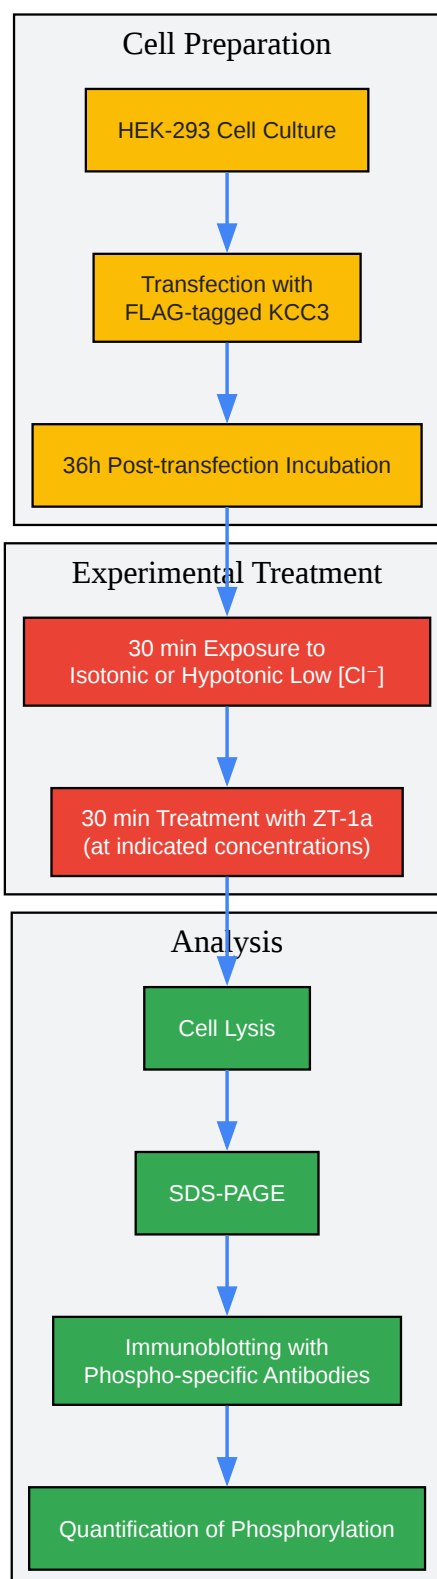 Cell Preparation
HEK-293 Cell Culture
Transfection with
FLAG-tagged KCC3
36h Post-transfection Incubation
Experimental Treatment
30 min Exposure to
Isotonic or Hypotonic Low [Cl⁻]
30 min Treatment with ZT-1a
(at indicated concentrations)
Analysis
Cell Lysis
SDS-PAGE
Immunoblotting with
Phospho-specific Antibodies
Quantification of Phosphorylation